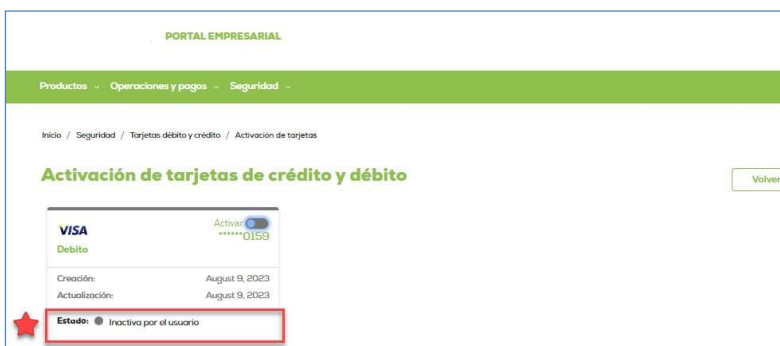 PORTAL EMPRESARIAL
Productos Operaciones y pagos Seguridad
Inicio / Seguridad / Tarjetas débito y crédito / Activación de tarjetas
Activación de tarjetas de crédito y débito
Volver
VISA
Activar
******0159
Debito
Creación: August 9, 2023
Actualización: August 9, 2023
Estado: Inactiva por el usuario